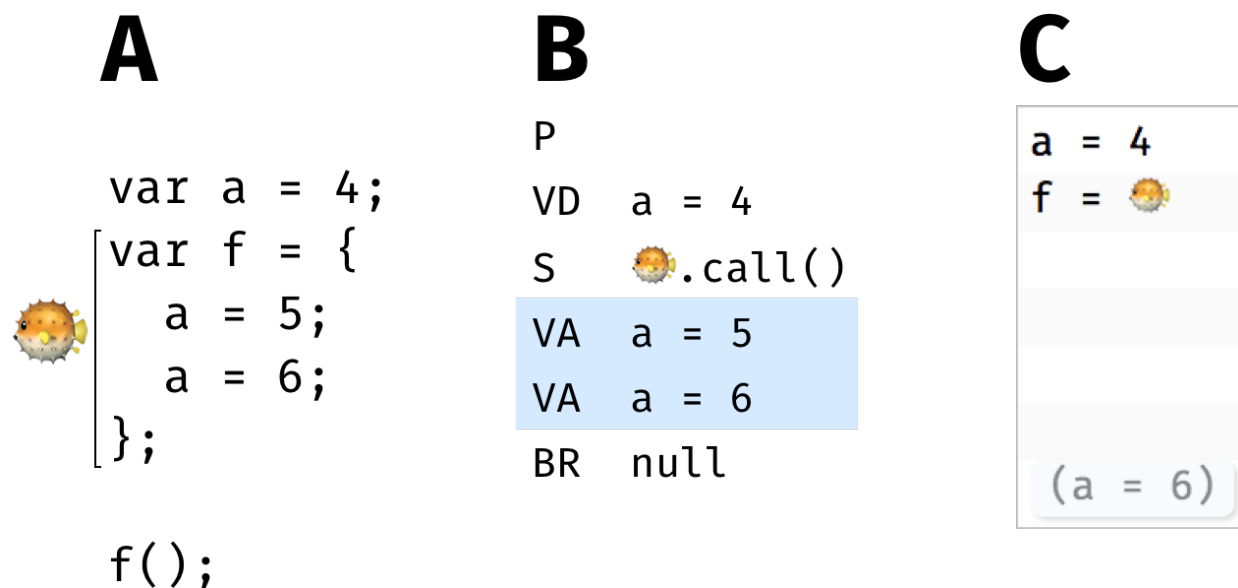 A
var a = 4;
var f = {
a = 5;
a = 6;
};
f();
B
P
VD a = 4
S 🐡.call()
VA a = 5
VA a = 6
BR null
C
a = 4
f = 🐡
(a = 6)